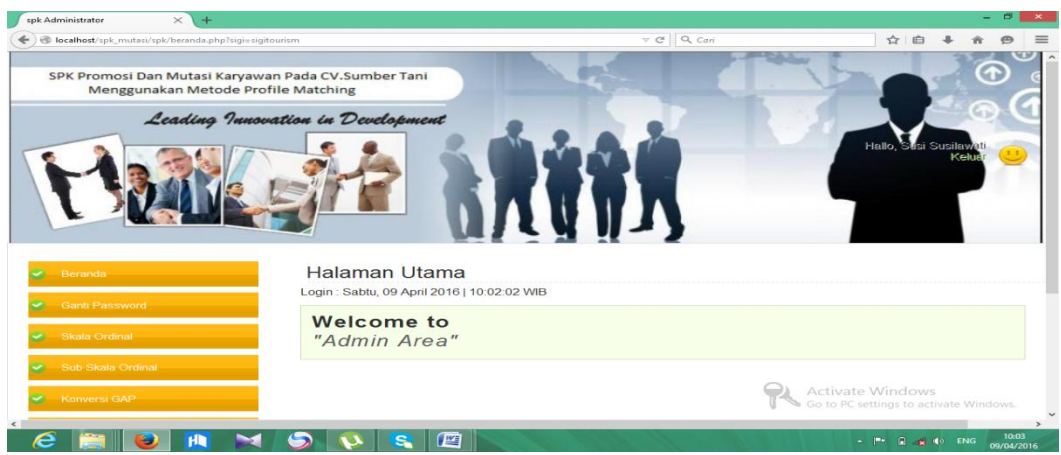 spk Administrator
localhost/spk_mutasi/spk/beranda.php?sigi=sigitourism
Cari
SPK Promosi Dan Mutasi Karyawan Pada CV.Sumber Tani
Menggunakan Metode Profile Matching
Leading Innovation in Development
Hallo, Susi Susilawati
Keluar
Beranda
Ganti Password
Skala Ordinal
Sub Skala Ordinal
Konversi GAP
Halaman Utama
Login : Sabtu, 09 April 2016 | 10:02:02 WIB
Welcome to
"Admin Area"
Activate Windows
Go to PC settings to activate Windows.
ENG
10:03
09/04/2016